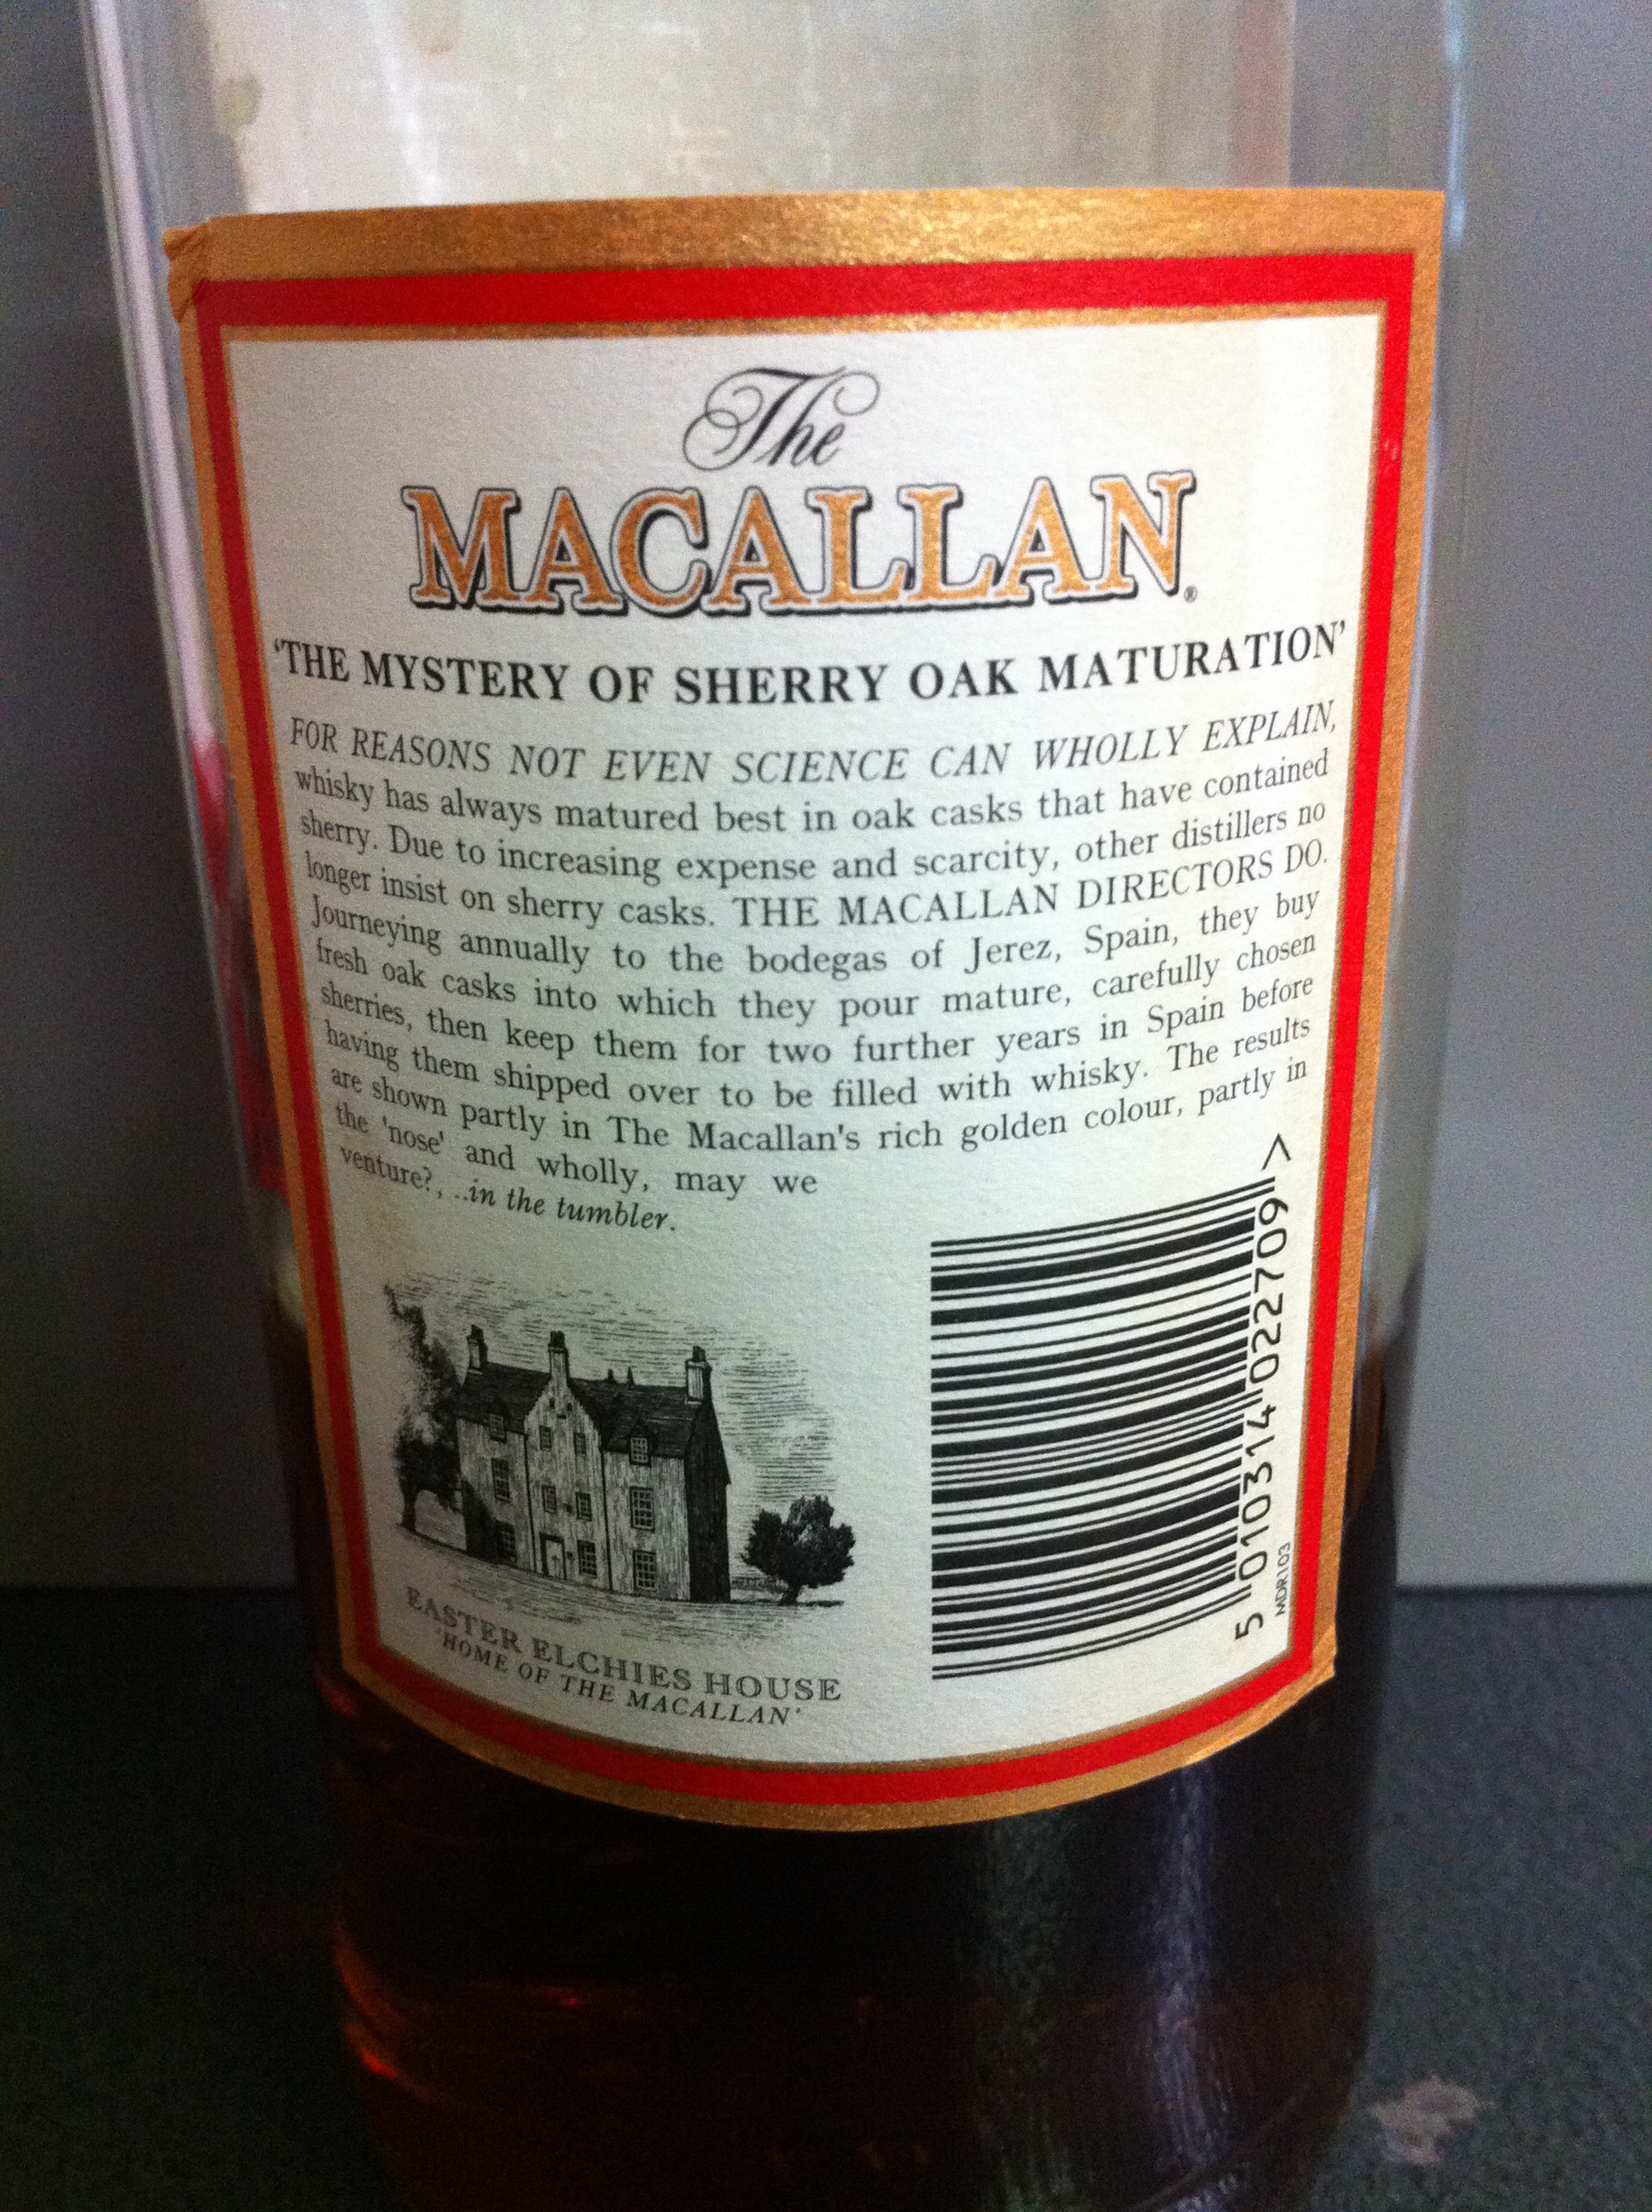 The
MACALLAN®
‘THE MYSTERY OF SHERRY OAK MATURATION’
FOR REASONS NOT EVEN SCIENCE CAN WHOLLY EXPLAIN,
whisky has always matured best in oak casks that have contained
sherry. Due to increasing expense and scarcity, other distillers no
longer insist on sherry casks. THE MACALLAN DIRECTORS DO.
Journeying annually to the bodegas of Jerez, Spain, they buy
fresh oak casks into which they pour mature, carefully chosen
sherries, then keep them for two further years in Spain before
having them shipped over to be filled with whisky. The results
are shown partly in The Macallan's rich golden colour, partly in
the 'nose' and wholly, may we
venture?, ..in the tumbler.
EASTER ELCHIES HOUSE
‘HOME OF THE MACALLAN’
5 010314 022709 >
MDR103